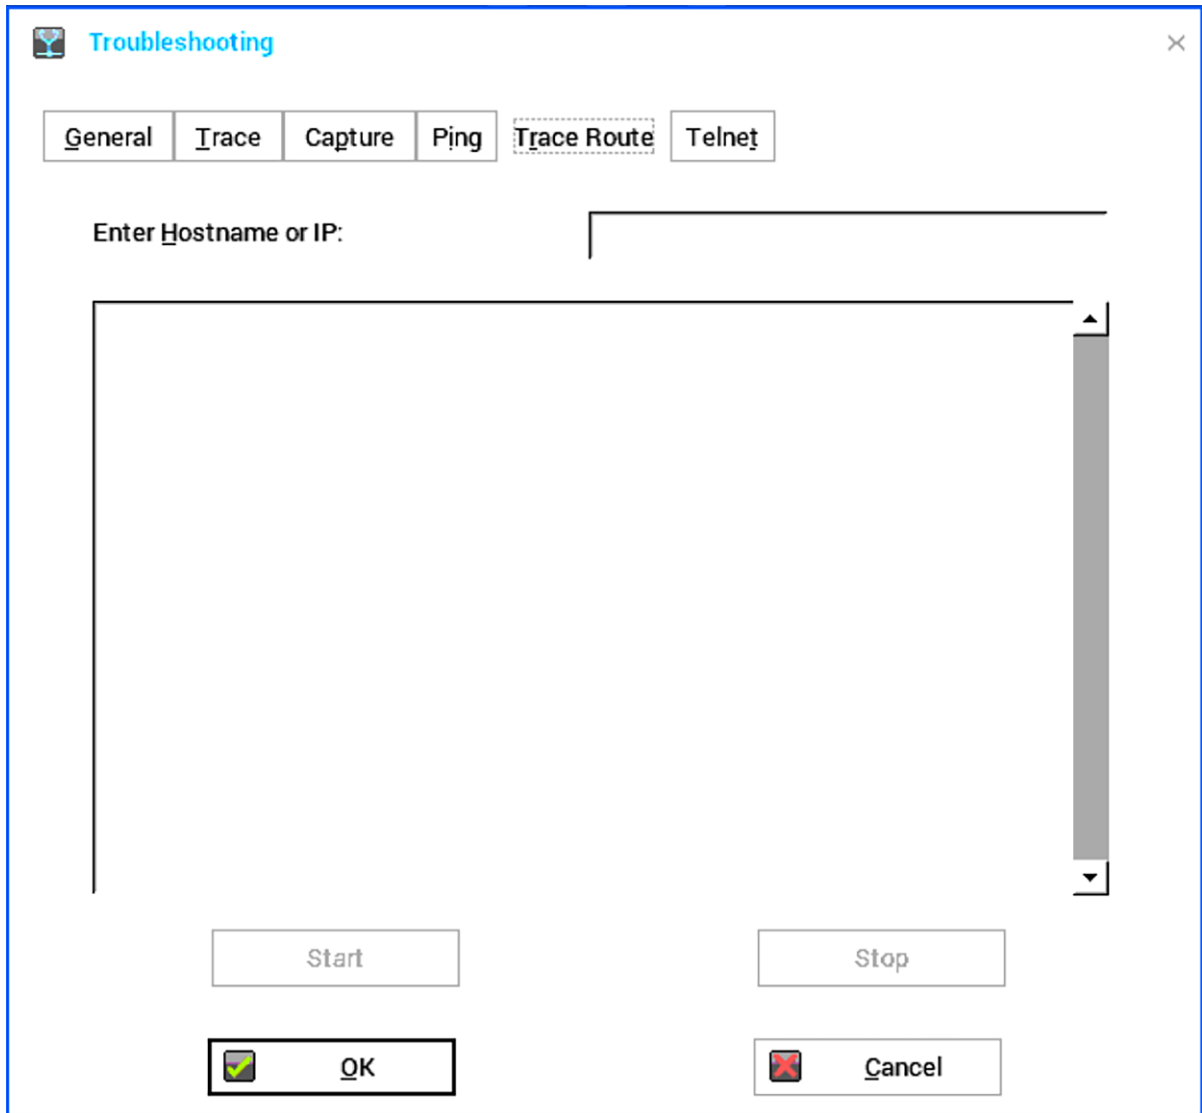 Troubleshooting
General Trace Capture Ping Trace Route Telnet
Enter Hostname or IP:
Start Stop
OK Cancel